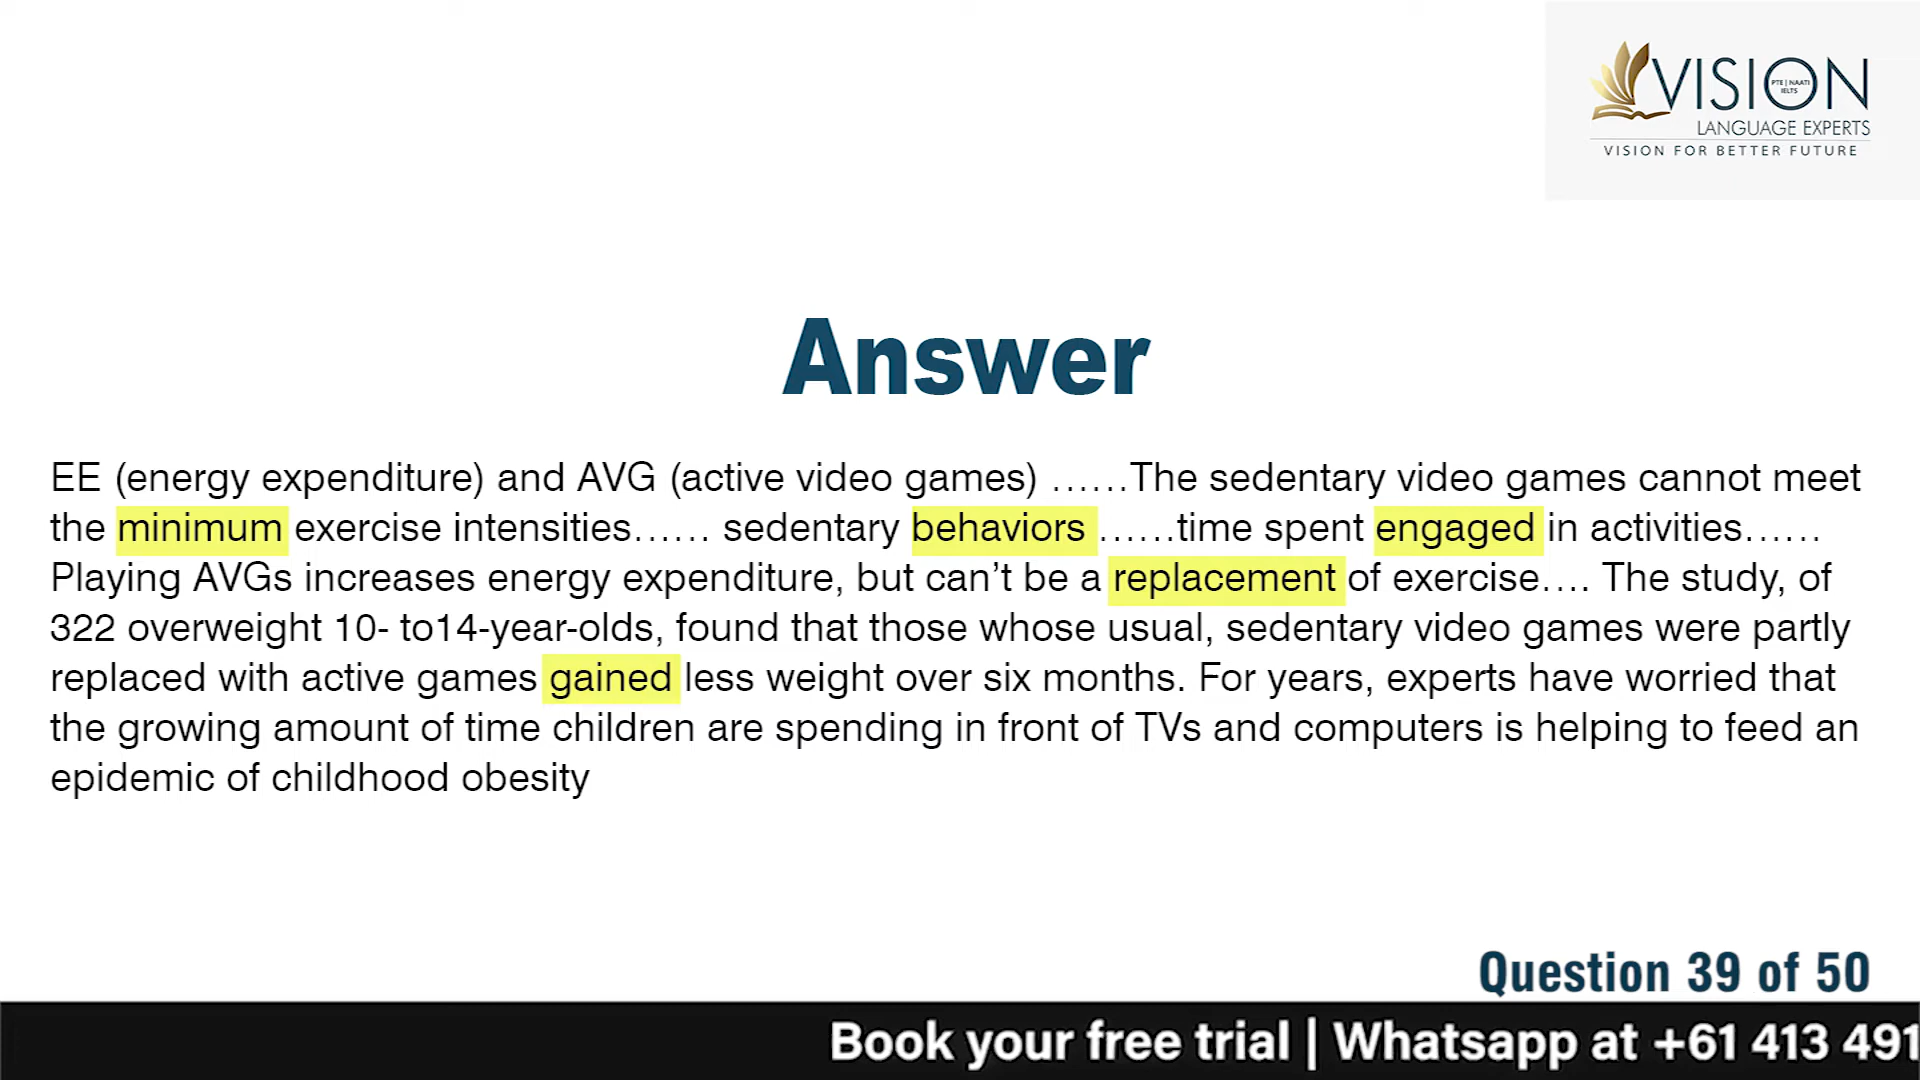 VISION
PTE | NAATI
IELTS
LANGUAGE EXPERTS
VISION FOR BETTER FUTURE
Answer
EE (energy expenditure) and AVG (active video games) ......The sedentary video games cannot meet
the minimum exercise intensities...... sedentary behaviors ......time spent engaged in activities......
Playing AVGs increases energy expenditure, but can't be a replacement of exercise.... The study, of
322 overweight 10- to14-year-olds, found that those whose usual, sedentary video games were partly
replaced with active games gained less weight over six months. For years, experts have worried that
the growing amount of time children are spending in front of TVs and computers is helping to feed an
epidemic of childhood obesity
Question 39 of 50
Book your free trial | Whatsapp at +61 413 491